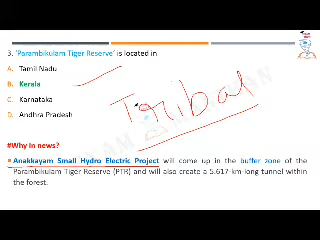 3. 'Parambikulam Tiger Reserve' is located in
A. Tamil Nadu
B. Kerala
C. Karnataka
D. Andhra Pradesh
#Why in news?
Anakkayam Small Hydro Electric Project will come up in the buffer zone of the
Parambikulam Tiger Reserve (PTR) and will also create a 5.617-km long tunnel within
the forest.